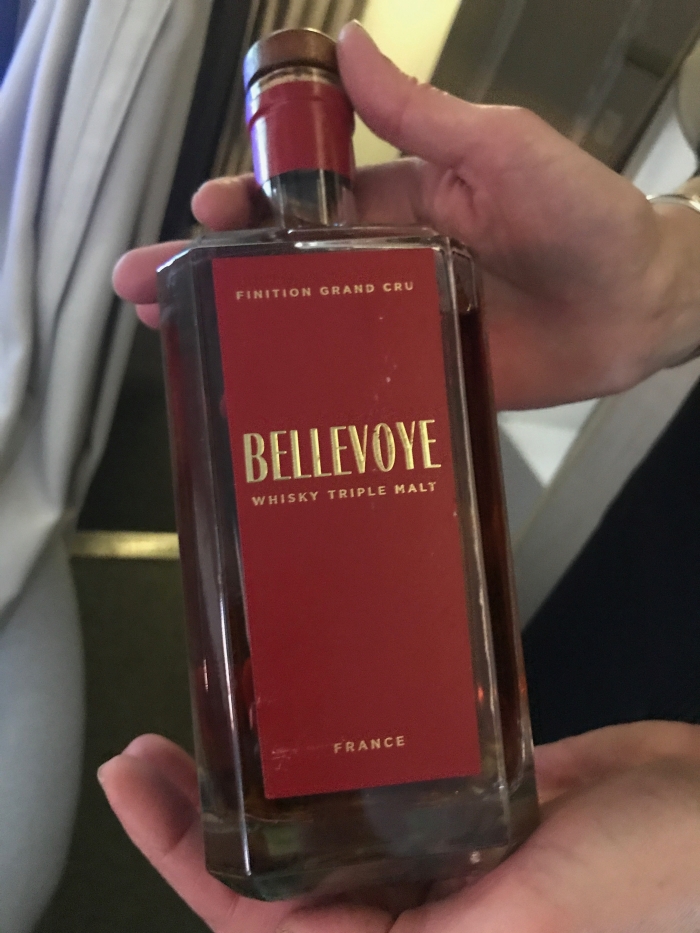 FINITION GRAND CRU
BELLEVOYE
WHISKY TRIPLE MALT
FRANCE